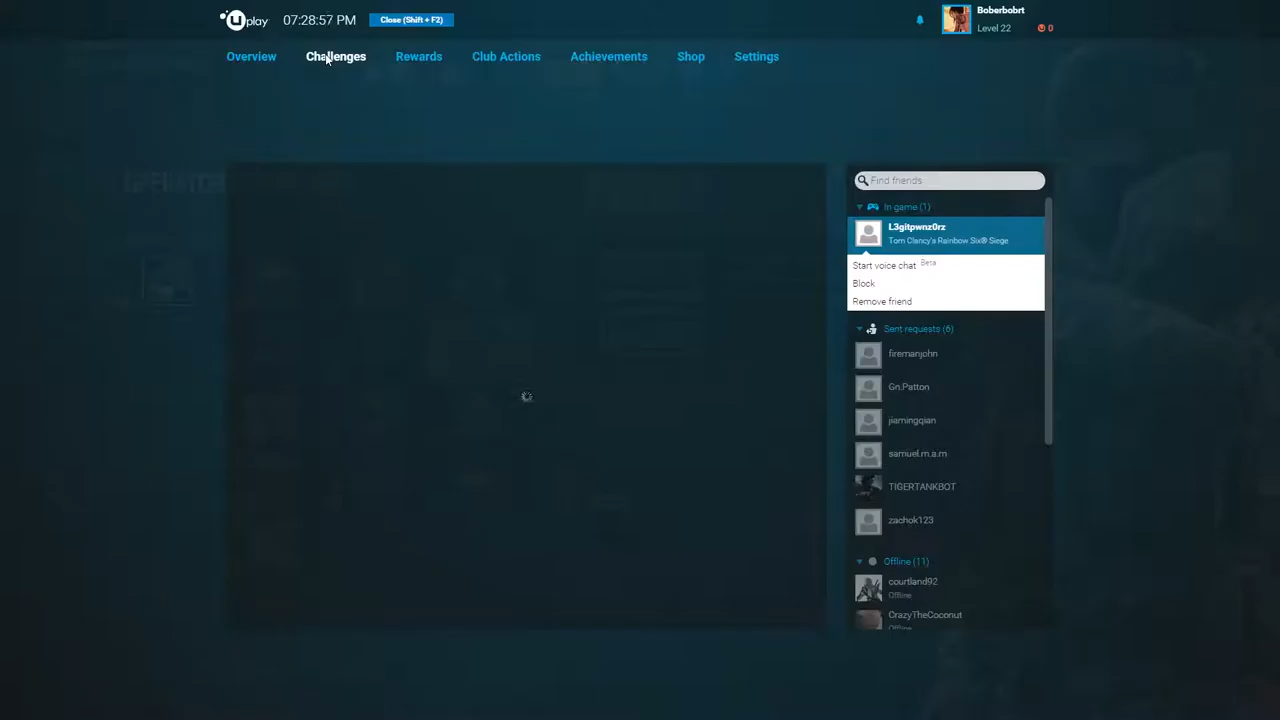 Uplay
07:28:57 PM
Close (Shift + F2)
Boberbobrt
Level 22
0
Overview
Challenges
Rewards
Club Actions
Achievements
Shop
Settings
Find friends
In game (1)
L3gitpwnz0rz
Tom Clancy's Rainbow Six® Siege
Start voice chat Beta
Block
Remove friend
Sent requests (6)
firemanjohn
Gn.Patton
jiamingqian
samuel.m.a.m
TIGERTANKBOT
zachok123
Offline (11)
courtland92
Offline
CrazyTheCoconut
Offline